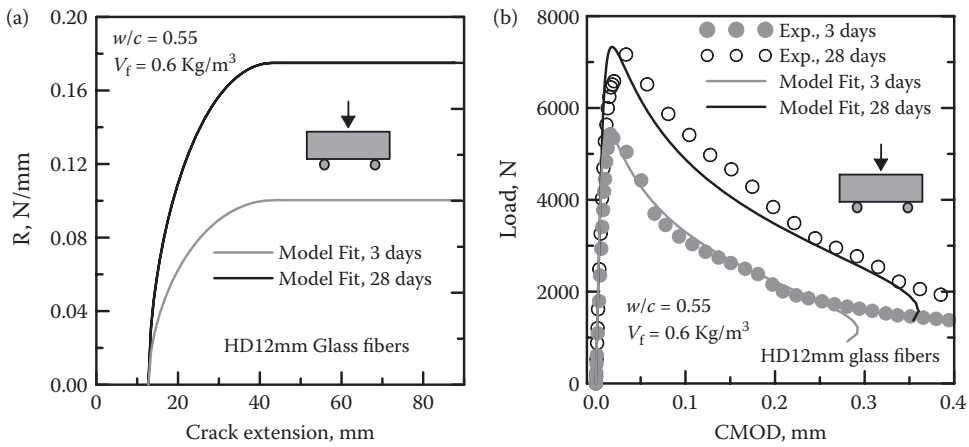 (a)
0.20
0.16
0.12
0.08
0.04
0.00
R, N/mm
w/c = 0.55
V_f = 0.6 Kg/m³
Model Fit, 3 days
Model Fit, 28 days
HD12mm Glass fibers
0 20 40 60 80
Crack extension, mm
(b)
8000
6000
4000
2000
0
Load, N
Exp., 3 days
Exp., 28 days
Model Fit, 3 days
Model Fit, 28 days
w/c = 0.55
V_f = 0.6 Kg/m³
HD12mm glass fibers
0.0 0.1 0.2 0.3 0.4
CMOD, mm